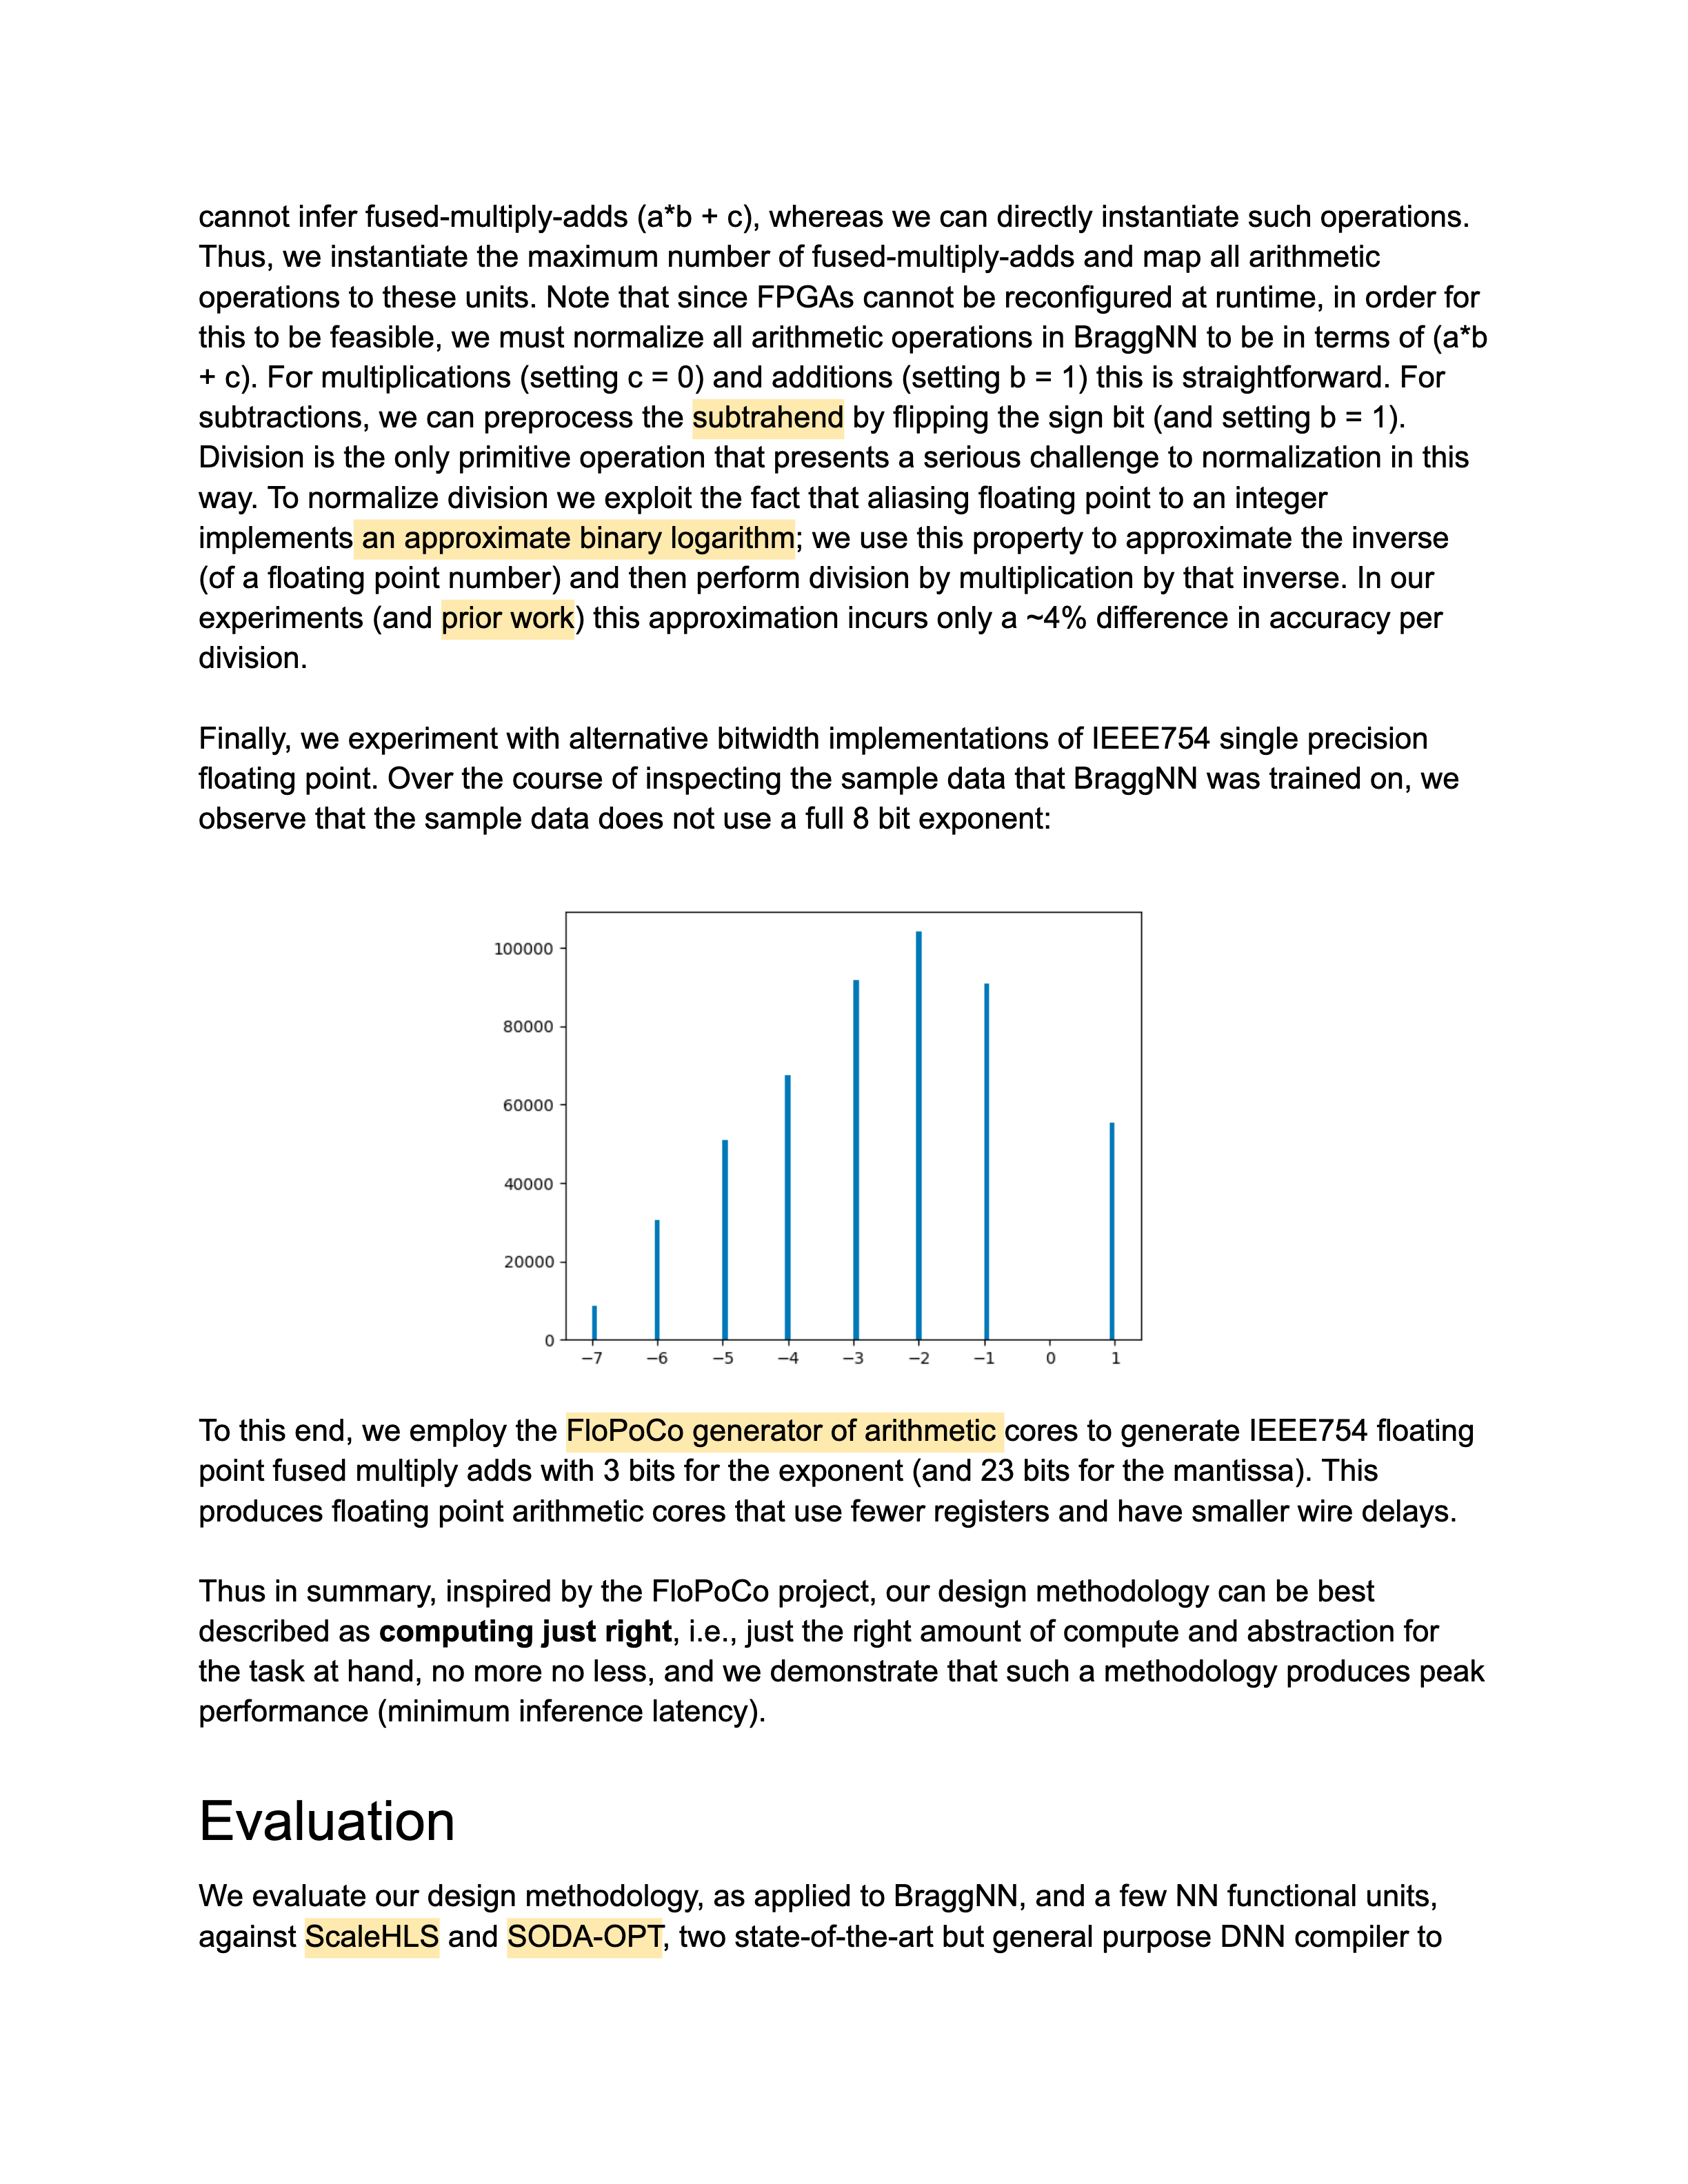 cannot infer fused-multiply-adds (a*b + c), whereas we can directly instantiate such operations.
Thus, we instantiate the maximum number of fused-multiply-adds and map all arithmetic
operations to these units. Note that since FPGAs cannot be reconfigured at runtime, in order for
this to be feasible, we must normalize all arithmetic operations in BraggNN to be in terms of (a*b
+ c). For multiplications (setting c = 0) and additions (setting b = 1) this is straightforward. For
subtractions, we can preprocess the subtrahend by flipping the sign bit (and setting b = 1).
Division is the only primitive operation that presents a serious challenge to normalization in this
way. To normalize division we exploit the fact that aliasing floating point to an integer
implements an approximate binary logarithm; we use this property to approximate the inverse
(of a floating point number) and then perform division by multiplication by that inverse. In our
experiments (and prior work) this approximation incurs only a ~4% difference in accuracy per
division.
Finally, we experiment with alternative bitwidth implementations of IEEE754 single precision
floating point. Over the course of inspecting the sample data that BraggNN was trained on, we
observe that the sample data does not use a full 8 bit exponent:
100000
80000
60000
40000
20000
0
−7 −6 −5 −4 −3 −2 −1 0 1
To this end, we employ the FloPoCo generator of arithmetic cores to generate IEEE754 floating
point fused multiply adds with 3 bits for the exponent (and 23 bits for the mantissa). This
produces floating point arithmetic cores that use fewer registers and have smaller wire delays.
Thus in summary, inspired by the FloPoCo project, our design methodology can be best
described as computing just right, i.e., just the right amount of compute and abstraction for
the task at hand, no more no less, and we demonstrate that such a methodology produces peak
performance (minimum inference latency).
Evaluation
We evaluate our design methodology, as applied to BraggNN, and a few NN functional units,
against ScaleHLS and SODA-OPT, two state-of-the-art but general purpose DNN compiler to